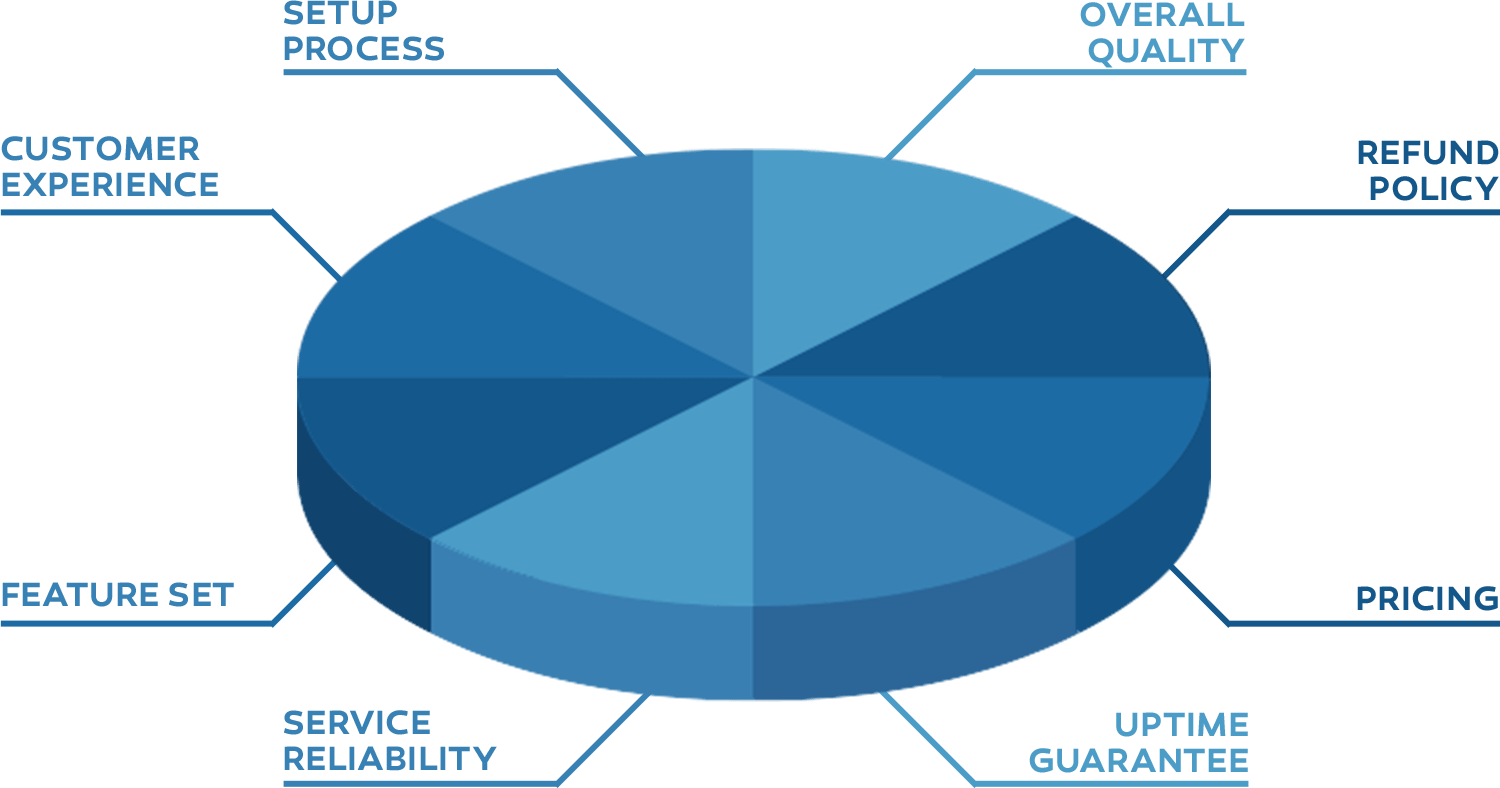 SETUP
PROCESS
OVERALL
QUALITY
CUSTOMER
EXPERIENCE
REFUND
POLICY
FEATURE SET
PRICING
SERVICE
RELIABILITY
UPTIME
GUARANTEE